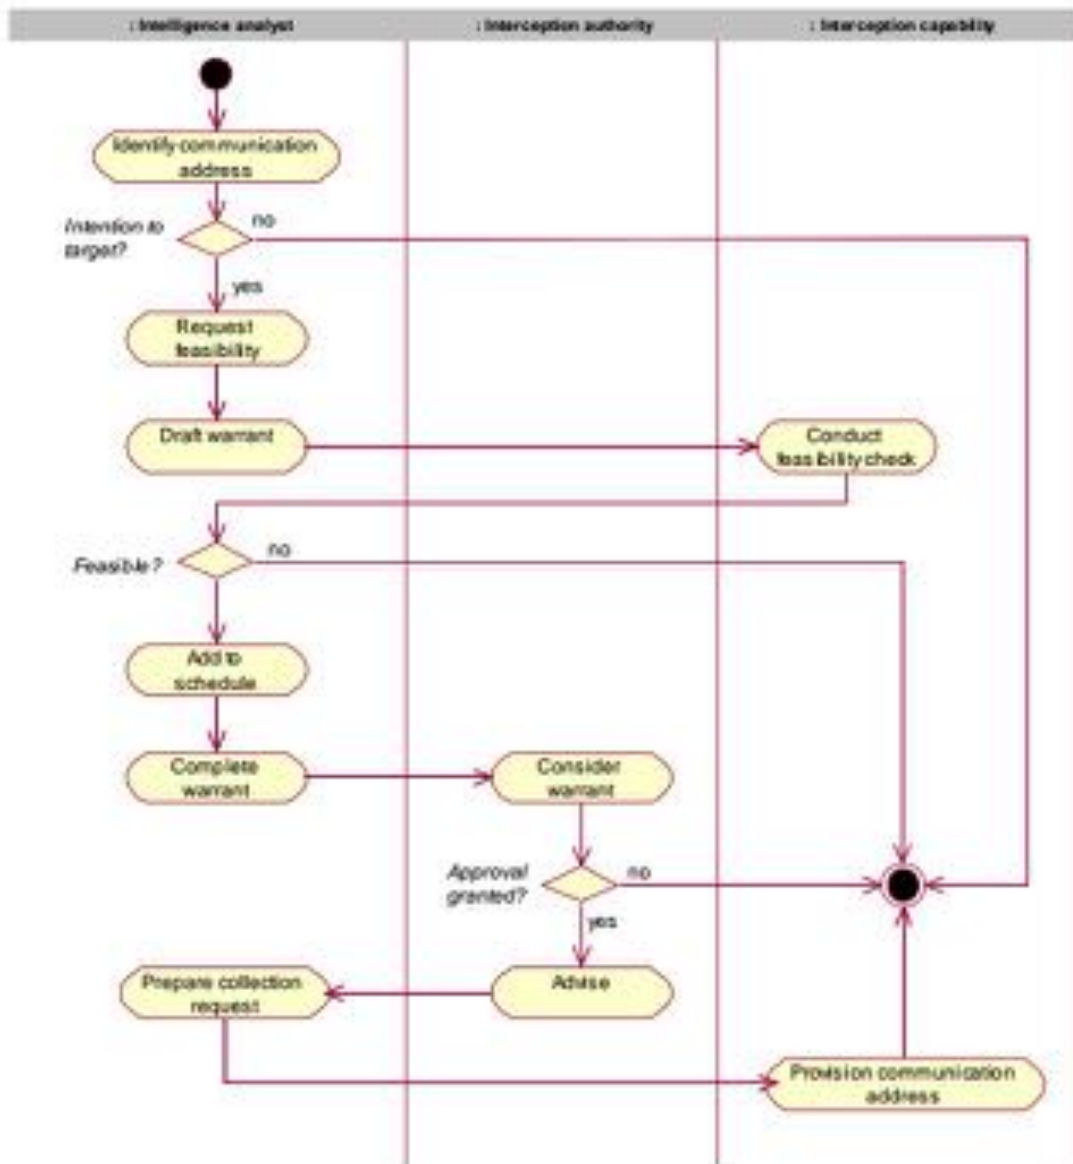 : Intelligence analyst
: Interception authority
: Interception capability
Identify communication
address
Intention to
target?
no
yes
Request
feasibility
Draft warrant
Conduct
feasibility check
Feasible?
no
Add to
schedule
Complete
warrant
Consider
warrant
Approval
granted?
no
yes
Prepare collection
request
Advise
Provision communication
address